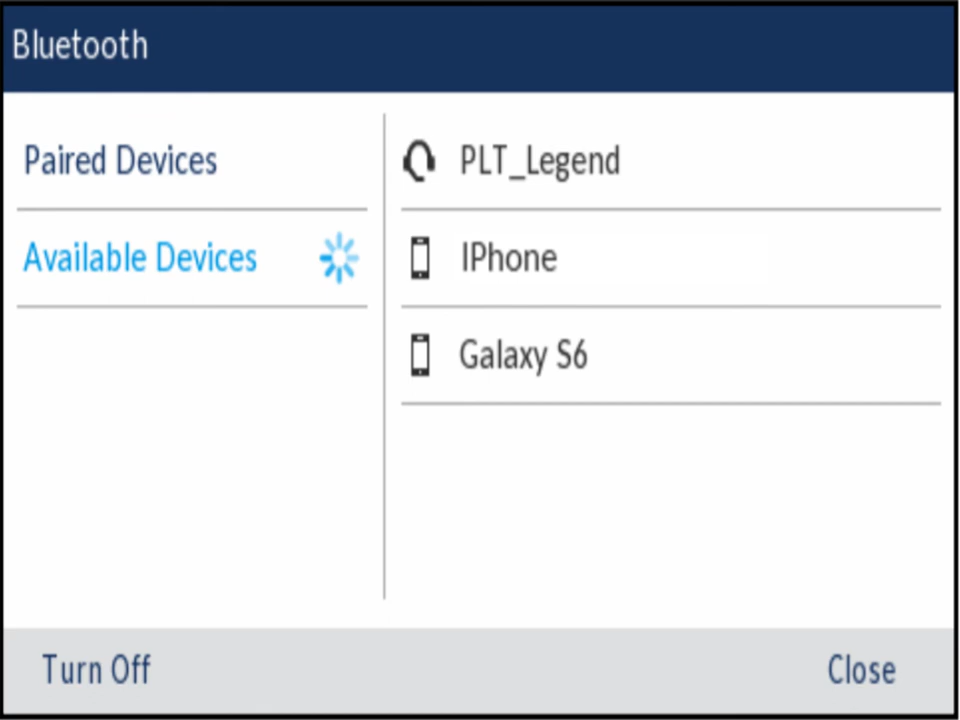 Bluetooth
Paired Devices
Available Devices
PLT_Legend
IPhone
Galaxy S6
Turn Off
Close